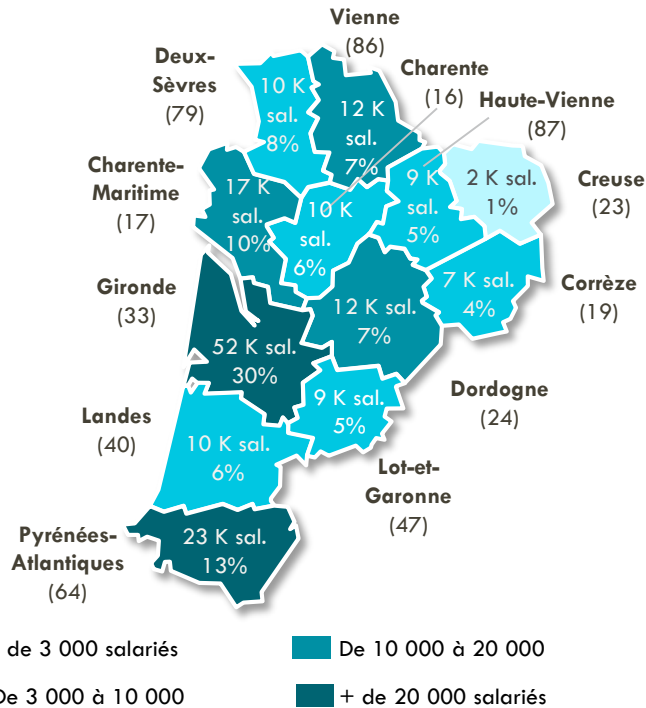 Vienne
(86)
Deux-
Sèvres
(79)
Charente
(16)
Haute-Vienne
(87)
10 K
sal.
8%
12 K
sal.
7%
Charente-
Maritime
(17)
17 K
sal.
10%
10 K
sal.
6%
9 K
sal.
5%
2 K sal.
1%
Creuse
(23)
Gironde
(33)
12 K sal.
7%
7 K sal.
4%
Corrèze
(19)
52 K sal.
30%
9 K sal.
5%
Dordogne
(24)
Landes
(40)
10 K sal.
6%
Lot-et-
Garonne
(47)
Pyrénées-
Atlantiques
(64)
23 K sal.
13%
de 3 000 salariés
De 10 000 à 20 000
De 3 000 à 10 000
+ de 20 000 salariés